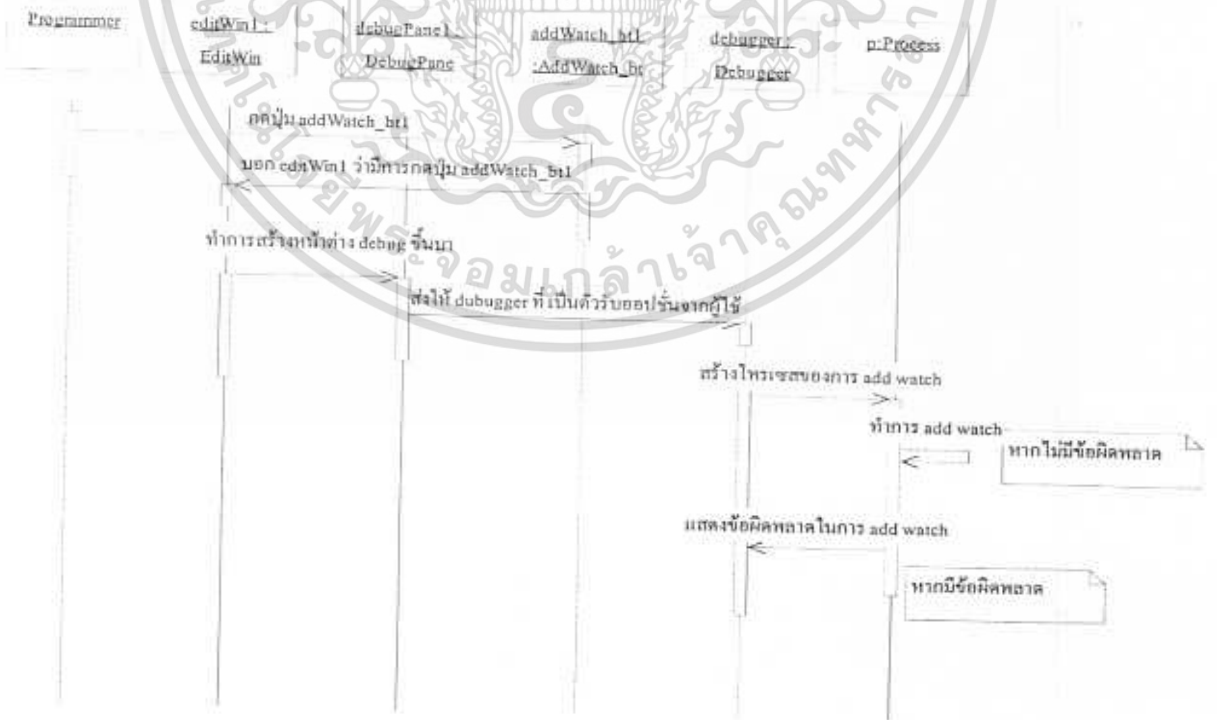 Programmer
editWin1 :
EditWin
debugPane1 :
DebugPane
addWatch_bt1
:AddWatch_bt
debugger :
Debugger
p:Process
กดปุ่ม addWatch_bt1
บอก editWin1 ว่ามีการกดปุ่ม addWatch_bt1
ทำการสร้างหน้าต่าง debug ขึ้นมา
ส่งให้ dubugger ที่เป็นตัวรับออปชั่นจากผู้ใช้
สร้างโพรเซสของการ add watch
ทำการ add watch
หากไม่มีข้อผิดพลาด
แสดงข้อผิดพลาดในการ add watch
หากมีข้อผิดพลาด